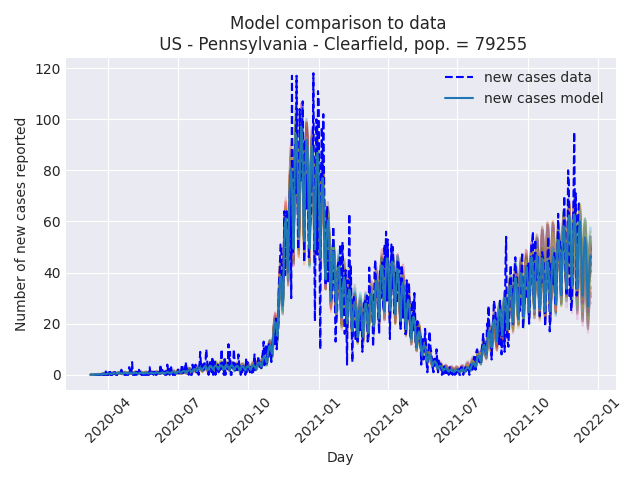 Model comparison to data
US - Pennsylvania - Clearfield, pop. = 79255
new cases data
new cases model
Number of new cases reported
120
100
80
60
40
20
0
2020-04
2020-07
2020-10
2021-01
2021-04
2021-07
2021-10
2022-01
Day